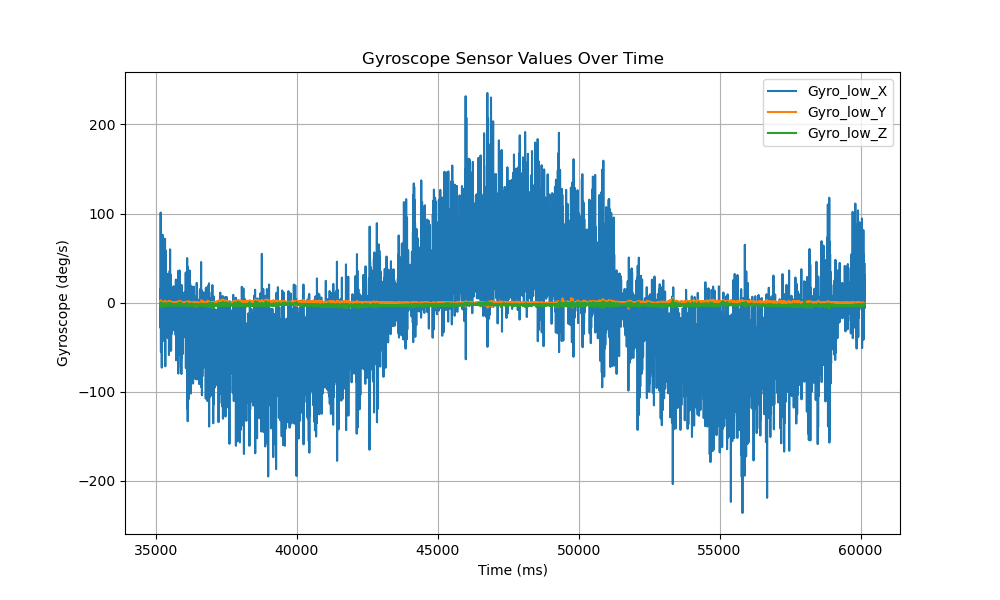 Gyroscope Sensor Values Over Time
Gyro_low_X
Gyro_low_Y
Gyro_low_Z
Gyroscope (deg/s)
200
100
0
−100
−200
35000 40000 45000 50000 55000 60000
Time (ms)